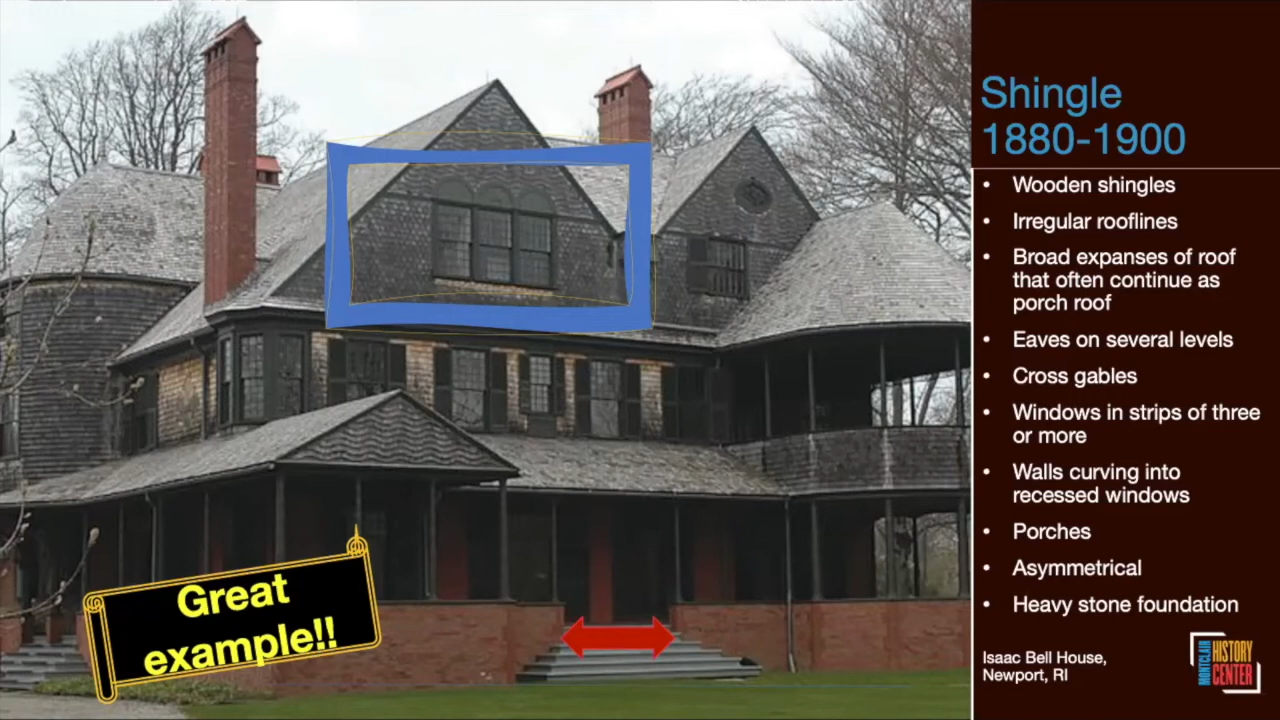 Shingle
1880-1900
• Wooden shingles
• Irregular rooflines
• Broad expanses of roof
that often continue as
porch roof
• Eaves on several levels
• Cross gables
• Windows in strips of three
or more
• Walls curving into
recessed windows
• Porches
• Asymmetrical
• Heavy stone foundation
Great
example!!
Isaac Bell House,
Newport, RI
MONTCLAIR
HISTORY
CENTER